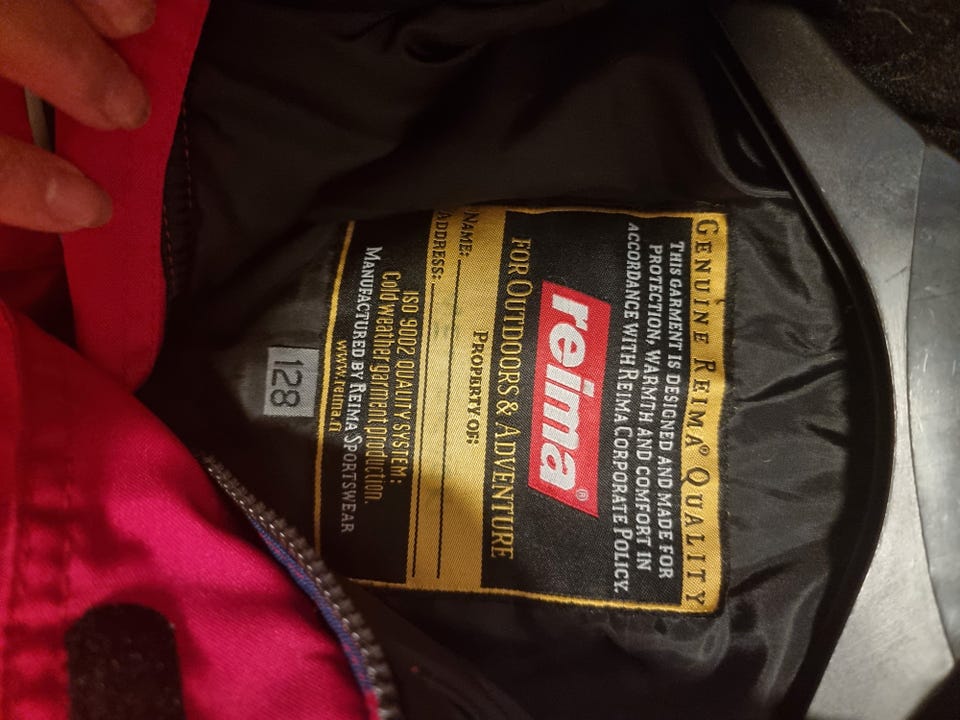 GENUINE REIMA® QUALITY
THIS GARMENT IS DESIGNED AND MADE FOR
PROTECTION, WARMTH AND COMFORT IN
ACCORDANCE WITH REIMA CORPORATE POLICY.
reima®
FOR OUTDOORS & ADVENTURE
PROPERTY OF:
NAME:
ADDRESS:
ISO 9002 QUALITY SYSTEM:
Cold weather garment production.
MANUFACTURED BY REIMA SPORTSWEAR
www.reima.fi
128